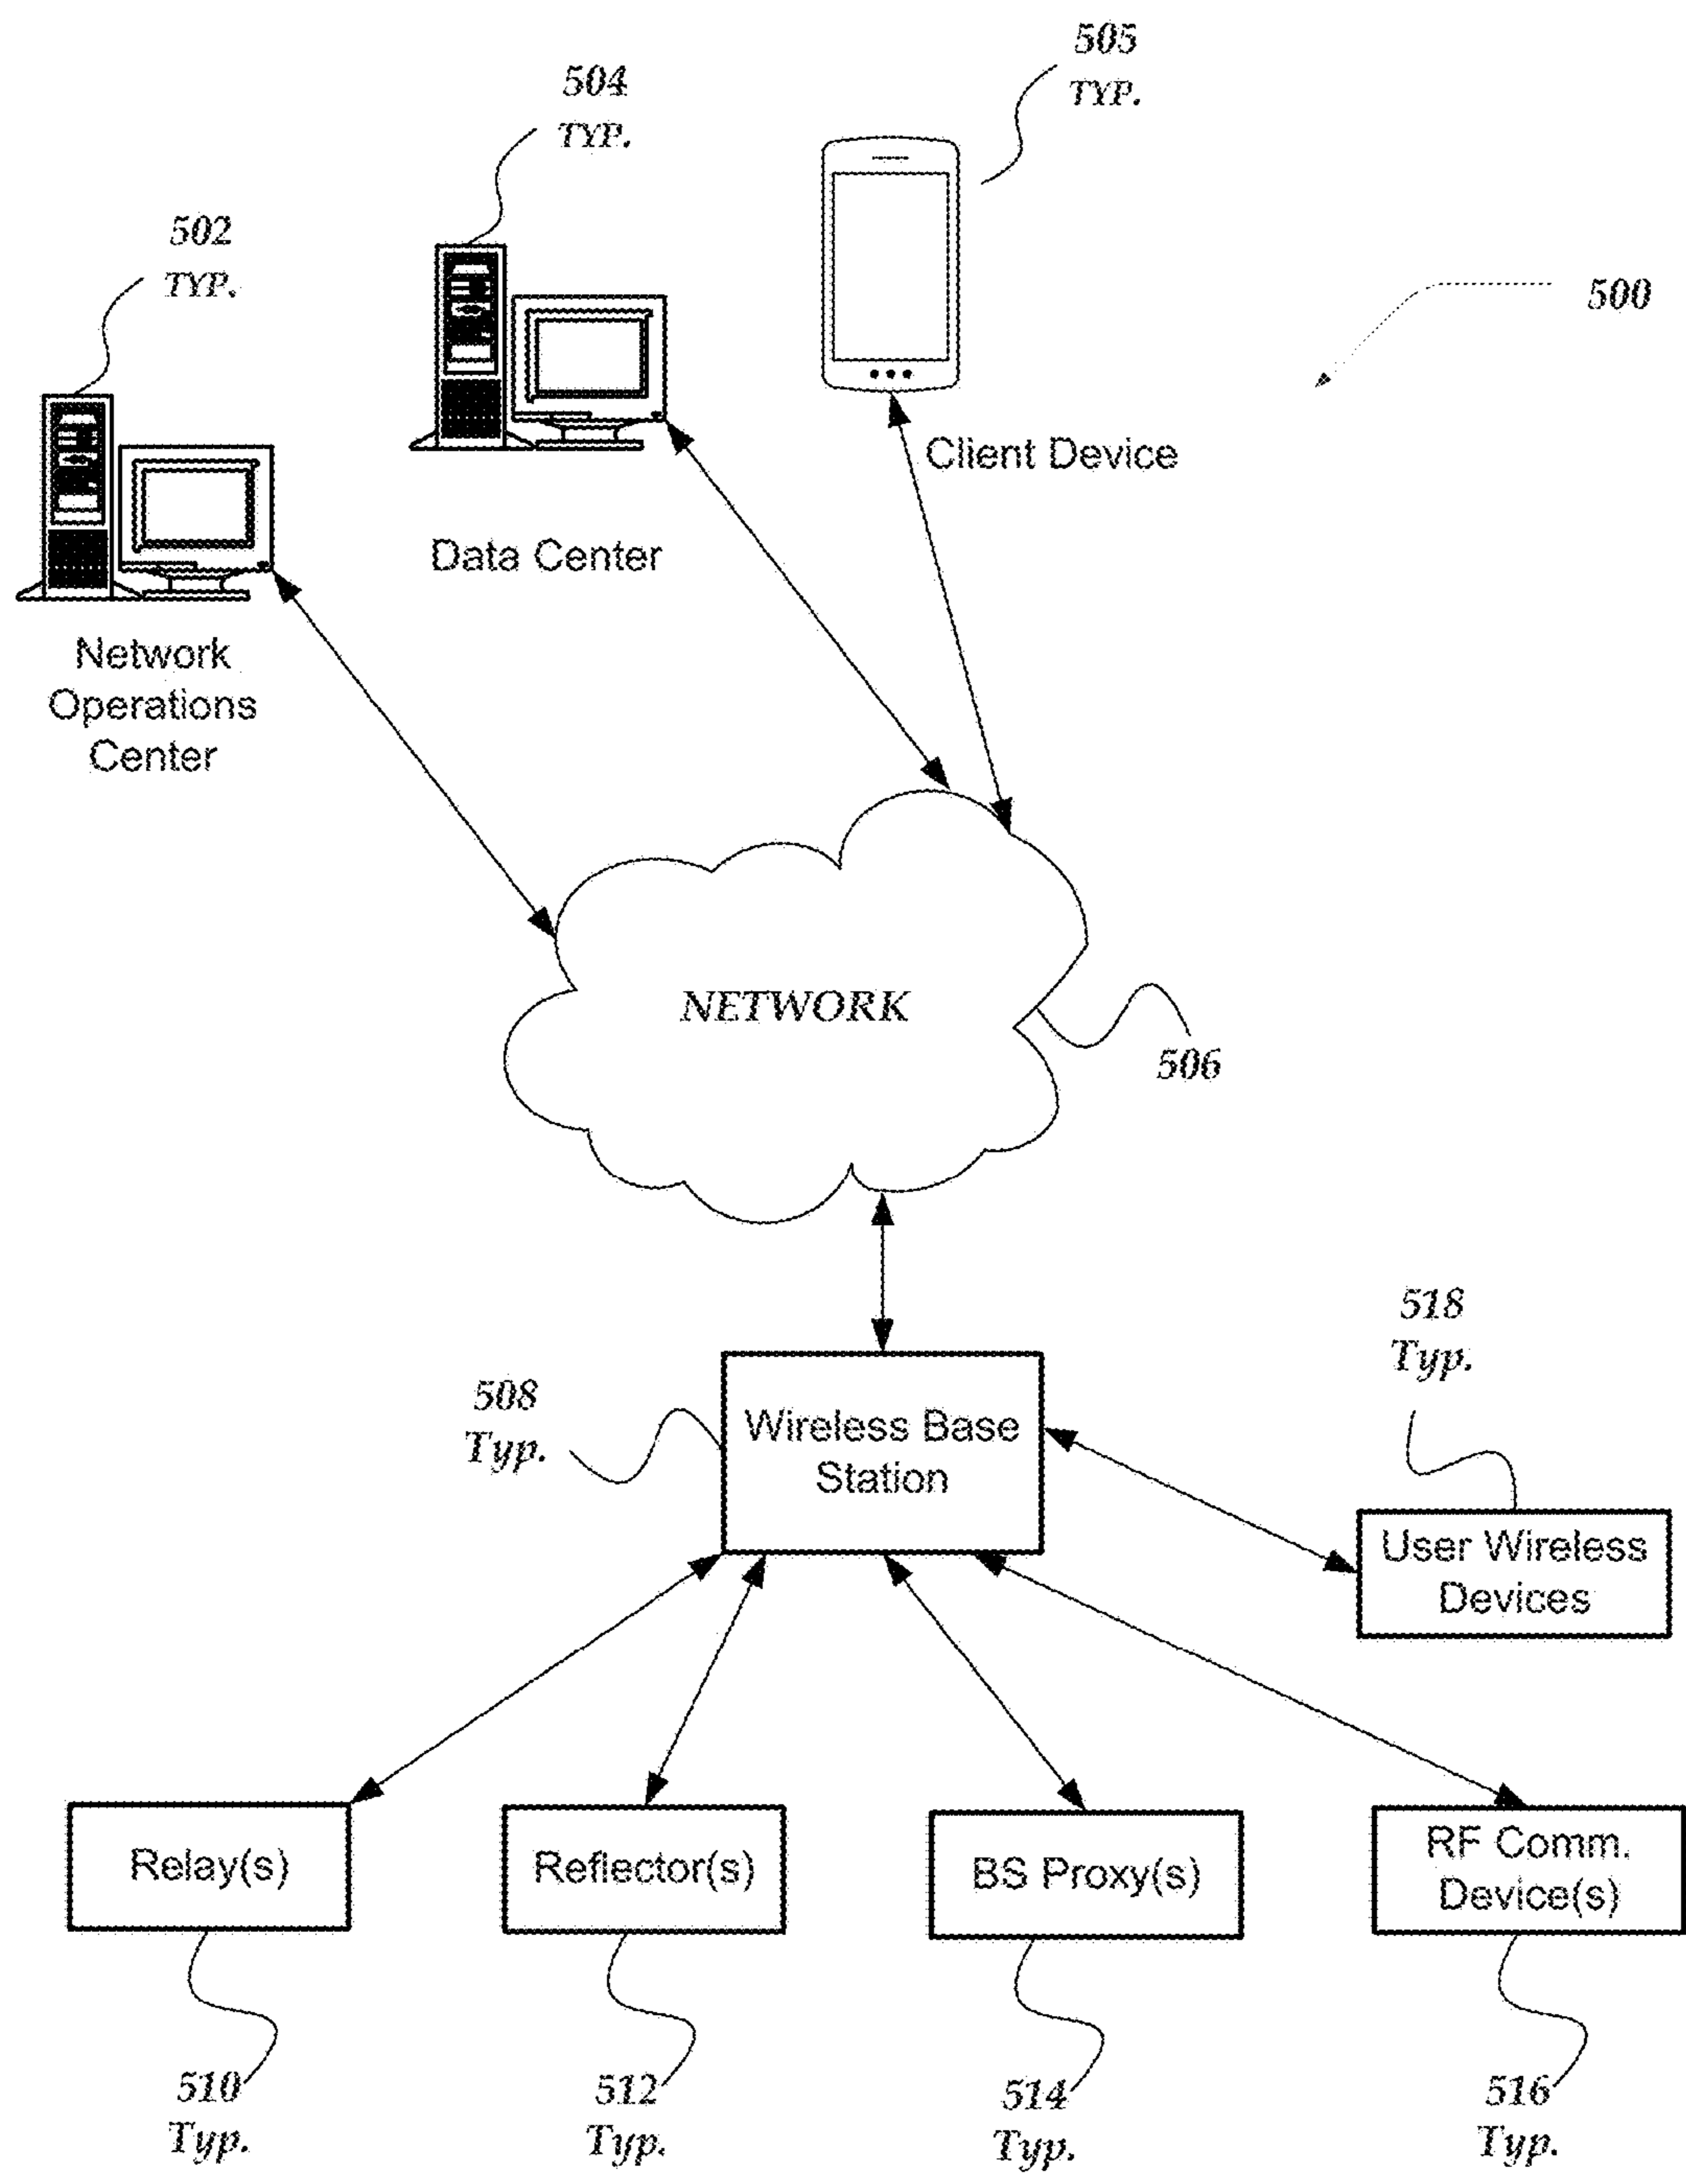 505
TYP.
504
TYP.
502
TYP.
500
Client Device
Data Center
Network
Operations
Center
NETWORK
506
518
Typ.
508
Typ.
Wireless Base
Station
User Wireless
Devices
Relay(s)
Reflector(s)
BS Proxy(s)
RF Comm.
Device(s)
510
Typ.
512
Typ.
514
Typ.
516
Typ.